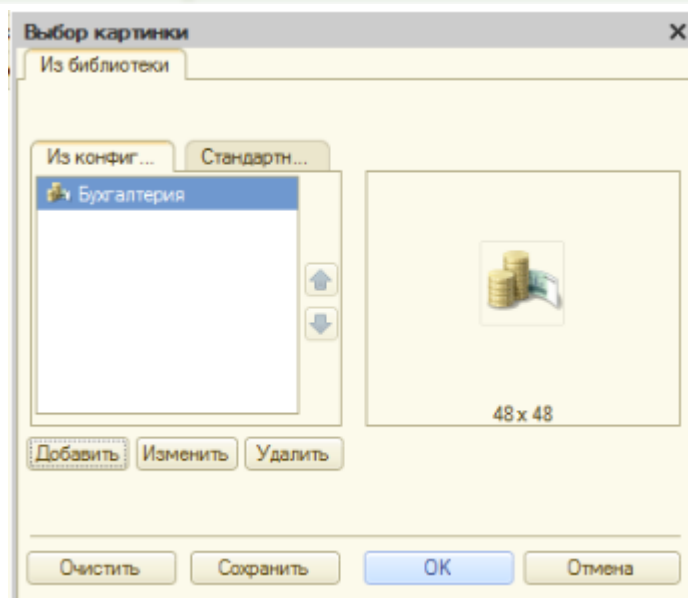 Выбор картинки
Из библиотеки
Из конфиг... Стандартн...
Бухгалтерия
48 x 48
Добавить Изменить Удалить
Очистить Сохранить OK Отмена